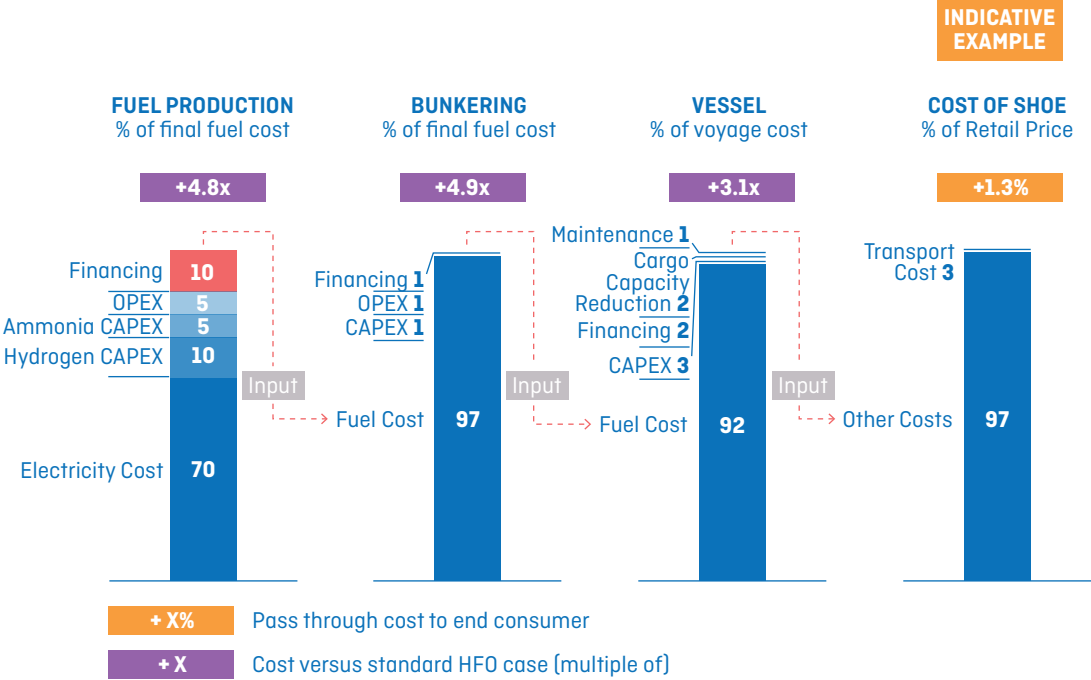 INDICATIVE
EXAMPLE
FUEL PRODUCTION
% of final fuel cost
+4.8x
Financing 10
OPEX 5
Ammonia CAPEX 5
Hydrogen CAPEX 10
Electricity Cost 70
Input
BUNKERING
% of final fuel cost
+4.9x
Financing 1
OPEX 1
CAPEX 1
Fuel Cost 97
Input
VESSEL
% of voyage cost
+3.1x
Maintenance 1
Cargo
Capacity
Reduction 2
Financing 2
CAPEX 3
Fuel Cost 92
Input
COST OF SHOE
% of Retail Price
+1.3%
Transport
Cost 3
Other Costs 97
+ X% Pass through cost to end consumer
+ X Cost versus standard HFO case (multiple of)